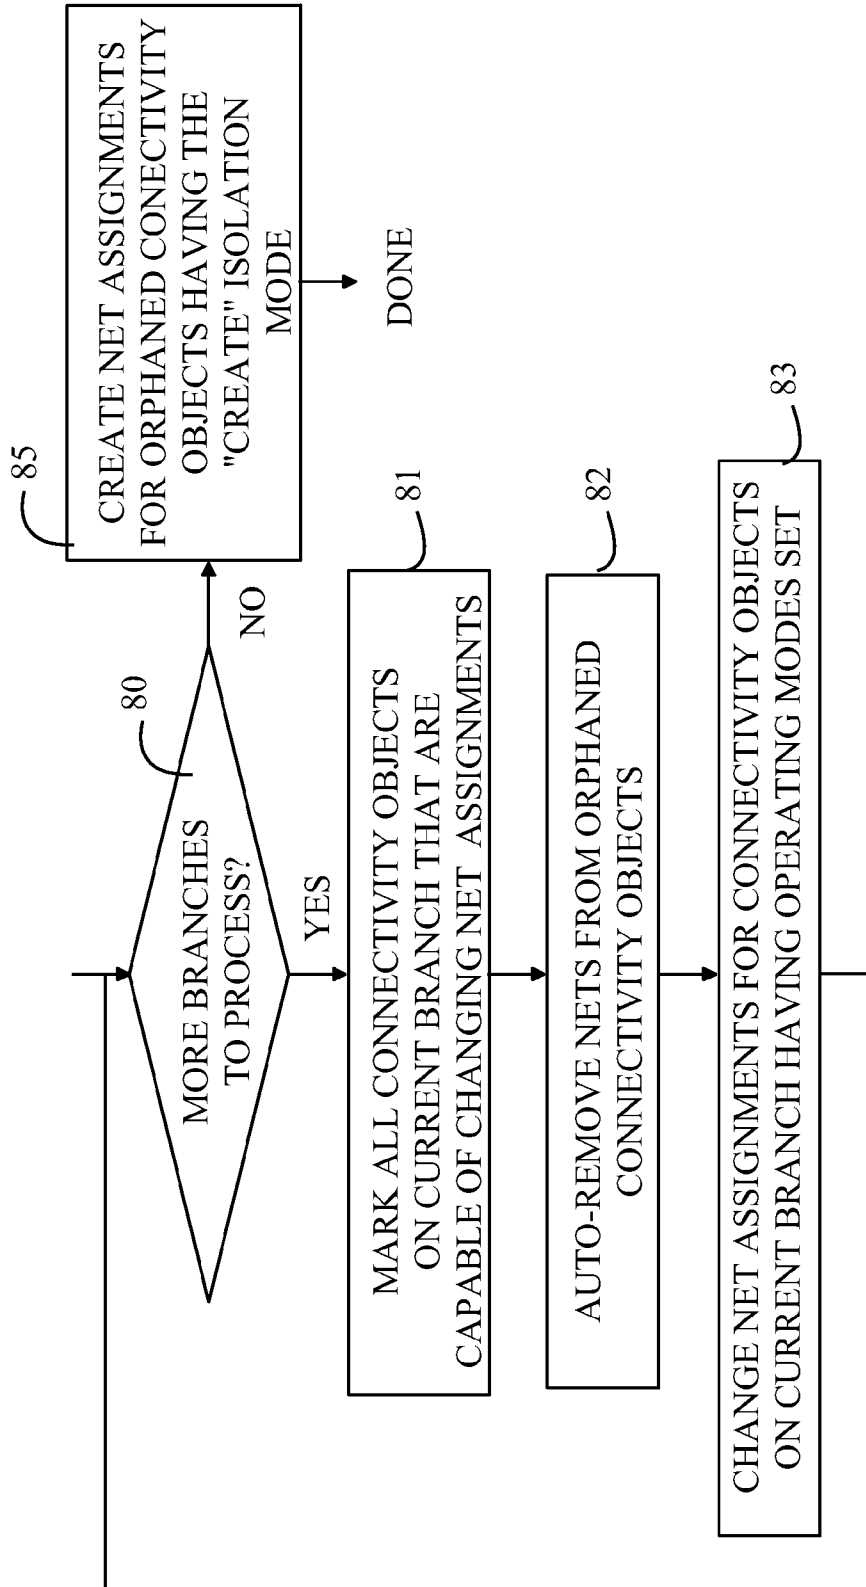 80
MORE BRANCHES
TO PROCESS?
NO
YES
85
CREATE NET ASSIGNMENTS
FOR ORPHANED CONECTIVITY
OBJECTS HAVING THE
"CREATE" ISOLATION
MODE
DONE
81
MARK ALL CONNECTIVITY OBJECTS
ON CURRENT BRANCH THAT ARE
CAPABLE OF CHANGING NET ASSIGNMENTS
82
AUTO-REMOVE NETS FROM ORPHANED
CONNECTIVITY OBJECTS
83
CHANGE NET ASSIGNMENTS FOR CONNECTIVITY OBJECTS
ON CURRENT BRANCH HAVING OPERATING MODES SET